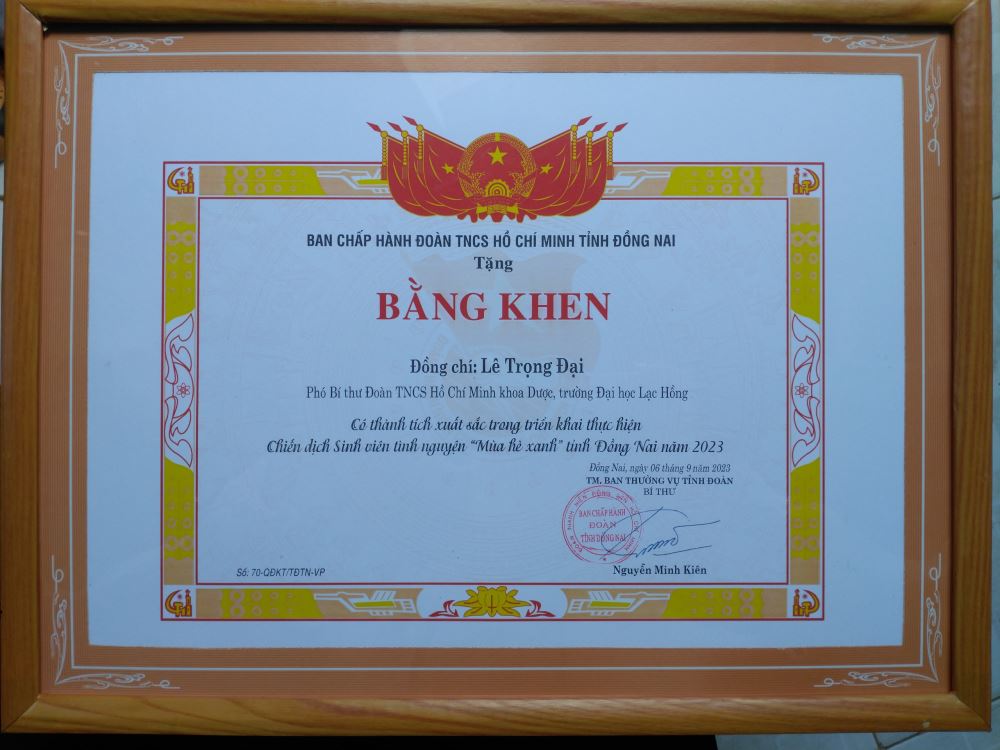 BAN CHẤP HÀNH ĐOÀN TNCS HỒ CHÍ MINH TỈNH ĐỒNG NAI
Tặng
BẰNG KHEN
Đồng chí: Lê Trọng Đại
Phó Bí thư Đoàn TNCS Hồ Chí Minh khoa Dược, trường Đại học Lạc Hồng
Có thành tích xuất sắc trong triển khai thực hiện
Chiến dịch Sinh viên tình nguyện “Mùa hè xanh” tỉnh Đồng Nai năm 2023
Đồng Nai, ngày 06 tháng 9 năm 2023
TM. BAN THƯỜNG VỤ TỈNH ĐOÀN
BÍ THƯ
BAN CHẤP HÀNH
ĐOÀN
TỈNH ĐỒNG NAI
Nguyễn Minh Kiên
Số: 70-QĐKT/TĐTN-VP